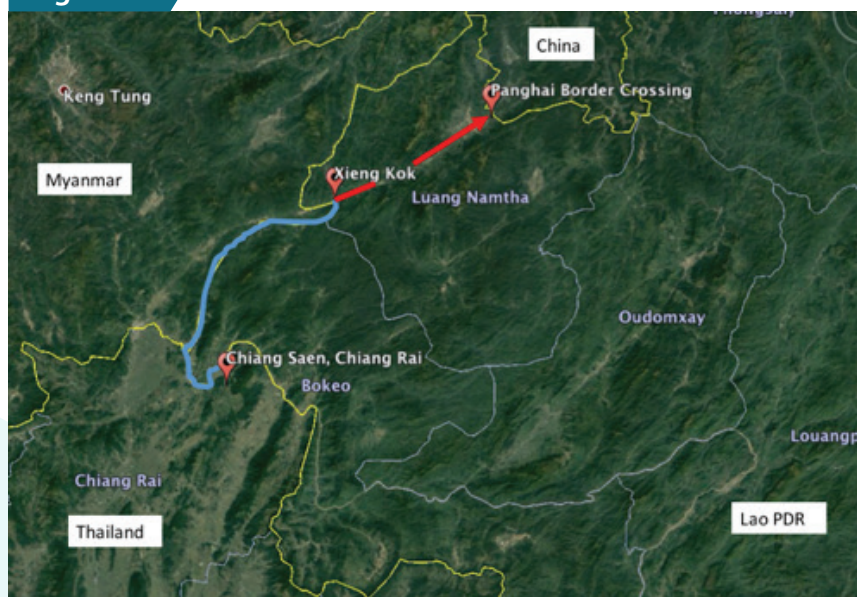 China
Panghai Border Crossing
Keng Tung
Myanmar
Xieng Kok
Luang Namtha
Oudomxay
Chiang Saen, Chiang Rai
Bokeo
Chiang Rai
Thailand
Lao PDR